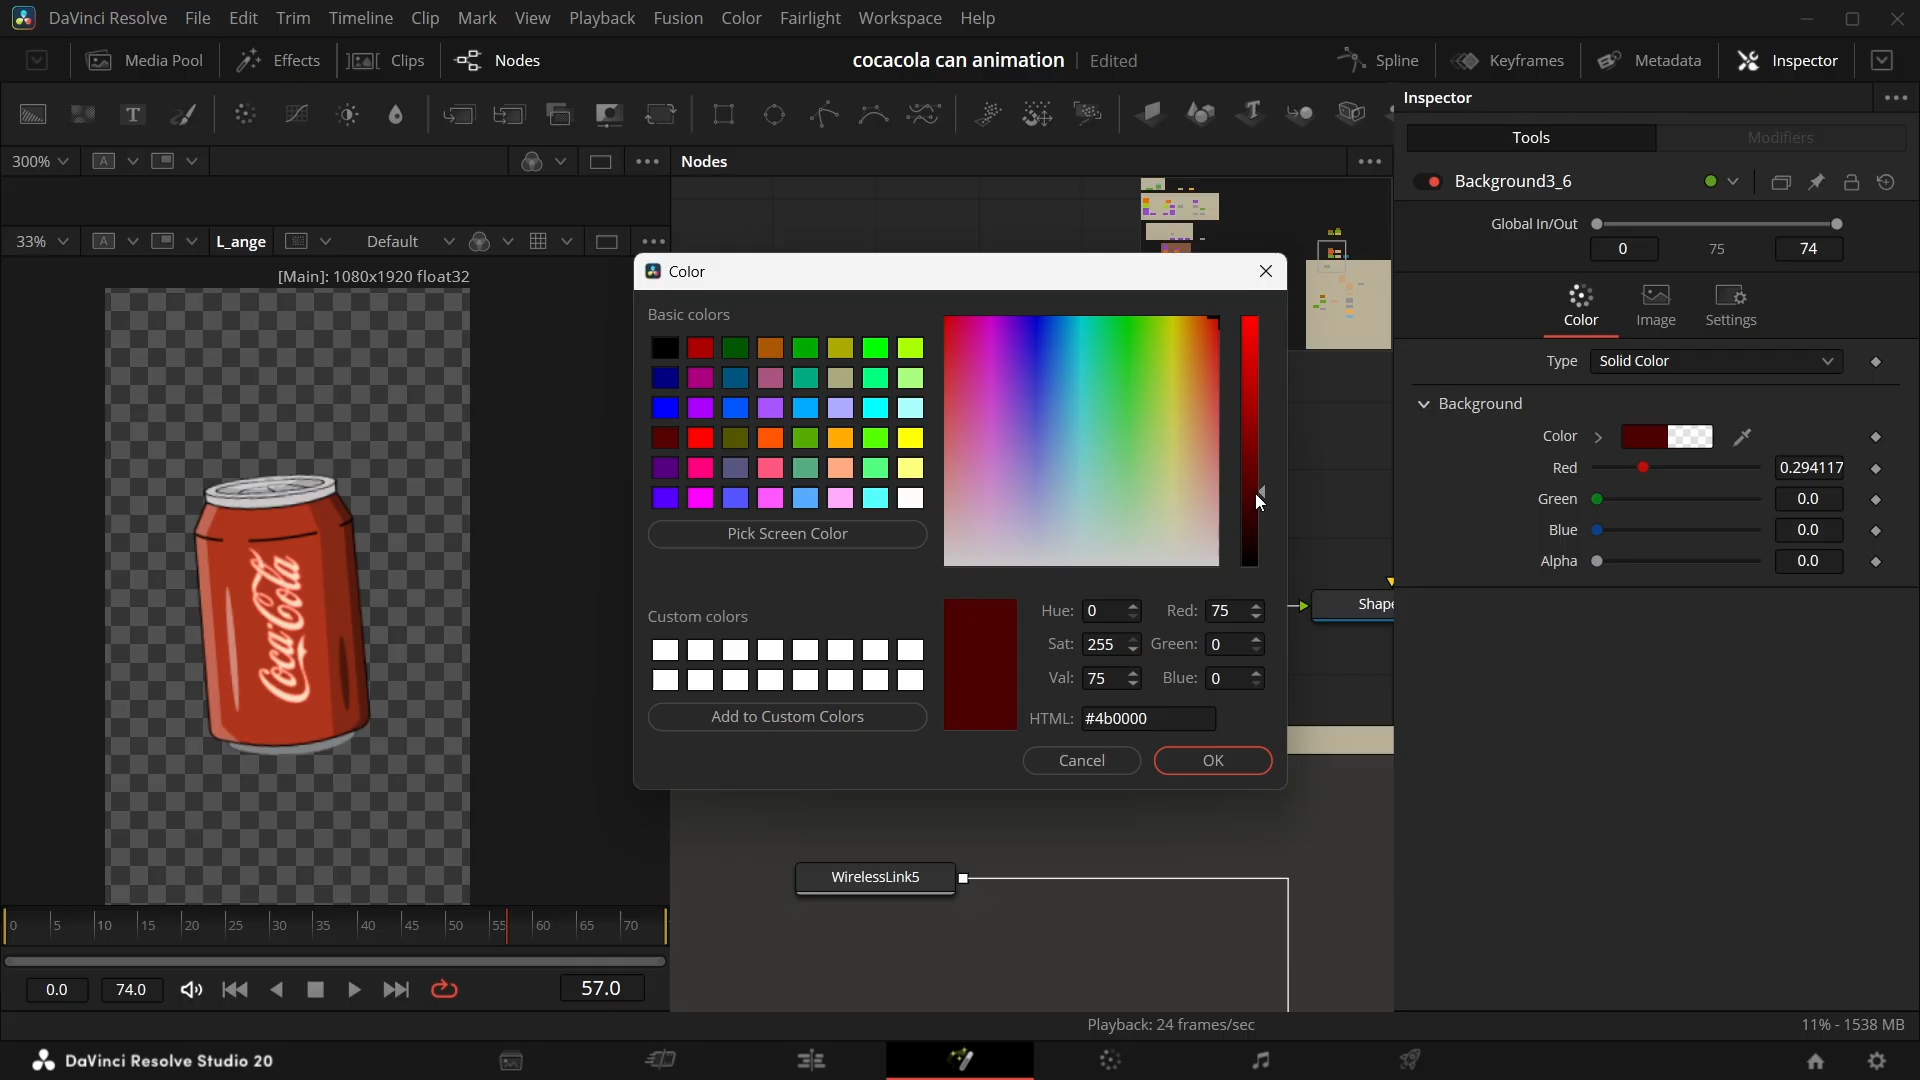 DaVinci Resolve File Edit Trim Timeline Clip Mark View Playback Fusion Color Fairlight Workspace Help
Media Pool Effects Clips Nodes cocacola can animation Edited Spline Keyframes Metadata Inspector
T T
Inspector
Tools Modifiers
300% A Nodes
Background3_6
Global In/Out
0 75 74
33% A L_ange Default
[Main]: 1080x1920 float32
Color Image Settings
Type Solid Color
Background
Color
Red 0.294117
Green 0.0
Blue 0.0
Alpha 0.0
Color
Basic colors
Pick Screen Color
Custom colors
Add to Custom Colors
Hue: 0 Red: 75
Sat: 255 Green: 0
Val: 75 Blue: 0
HTML: #4b0000
Cancel OK
Coca-Cola
Shape
WirelessLink5
0 5 10 15 20 25 30 35 40 45 50 55 60 65 70
0.0 74.0 57.0
Playback: 24 frames/sec 11% - 1538 MB
DaVinci Resolve Studio 20